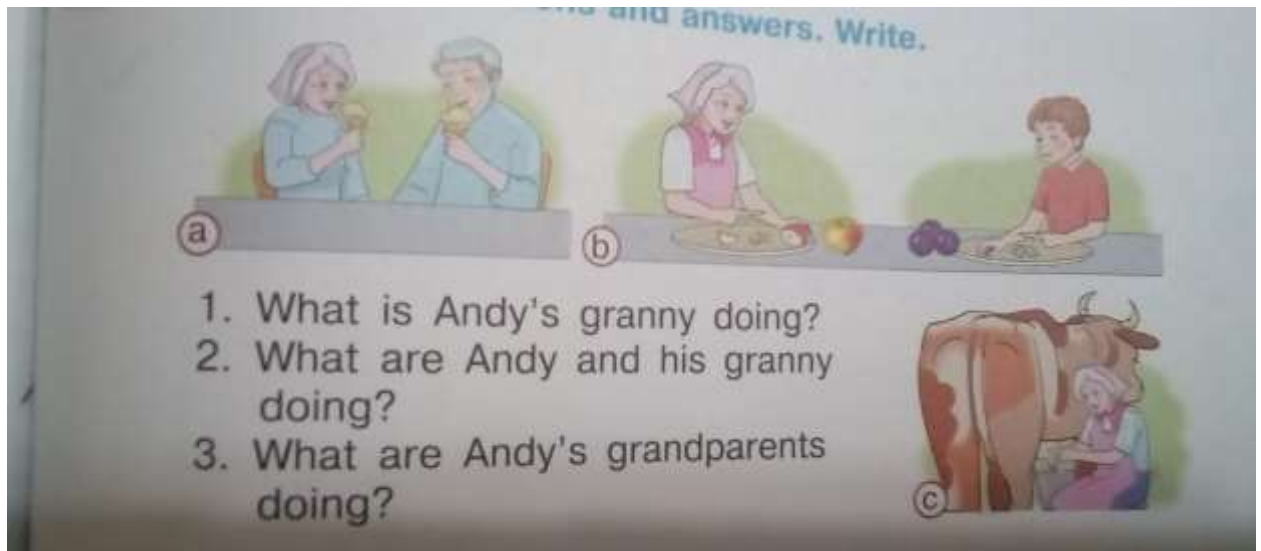 and answers. Write.
a
b
1. What is Andy's granny doing?
2. What are Andy and his granny
doing?
3. What are Andy's grandparents
doing?
c